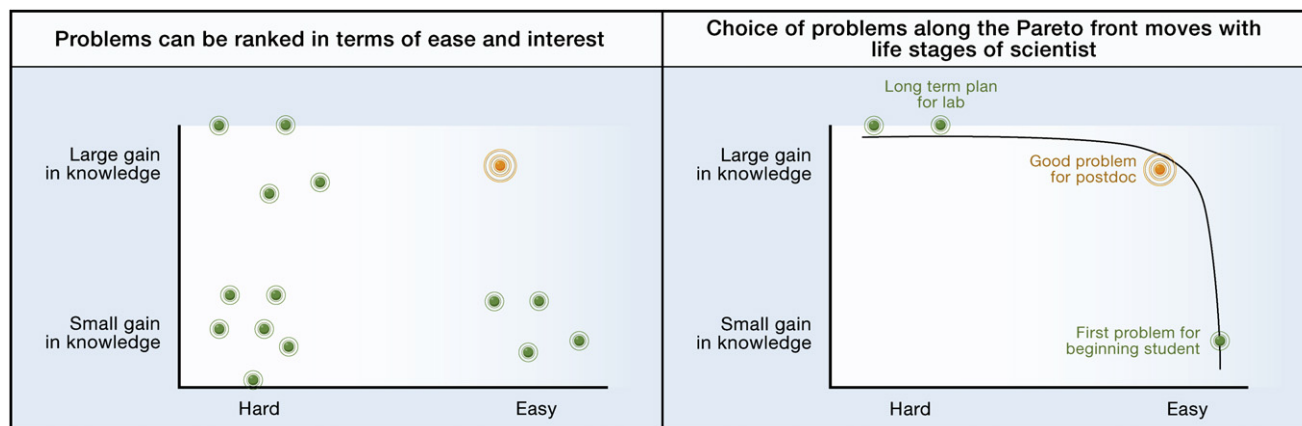 Problems can be ranked in terms of ease and interest
Large gain
in knowledge
Small gain
in knowledge
Hard
Easy
Choice of problems along the Pareto front moves with
life stages of scientist
Long term plan
for lab
Large gain
in knowledge
Good problem
for postdoc
Small gain
in knowledge
First problem for
beginning student
Hard
Easy